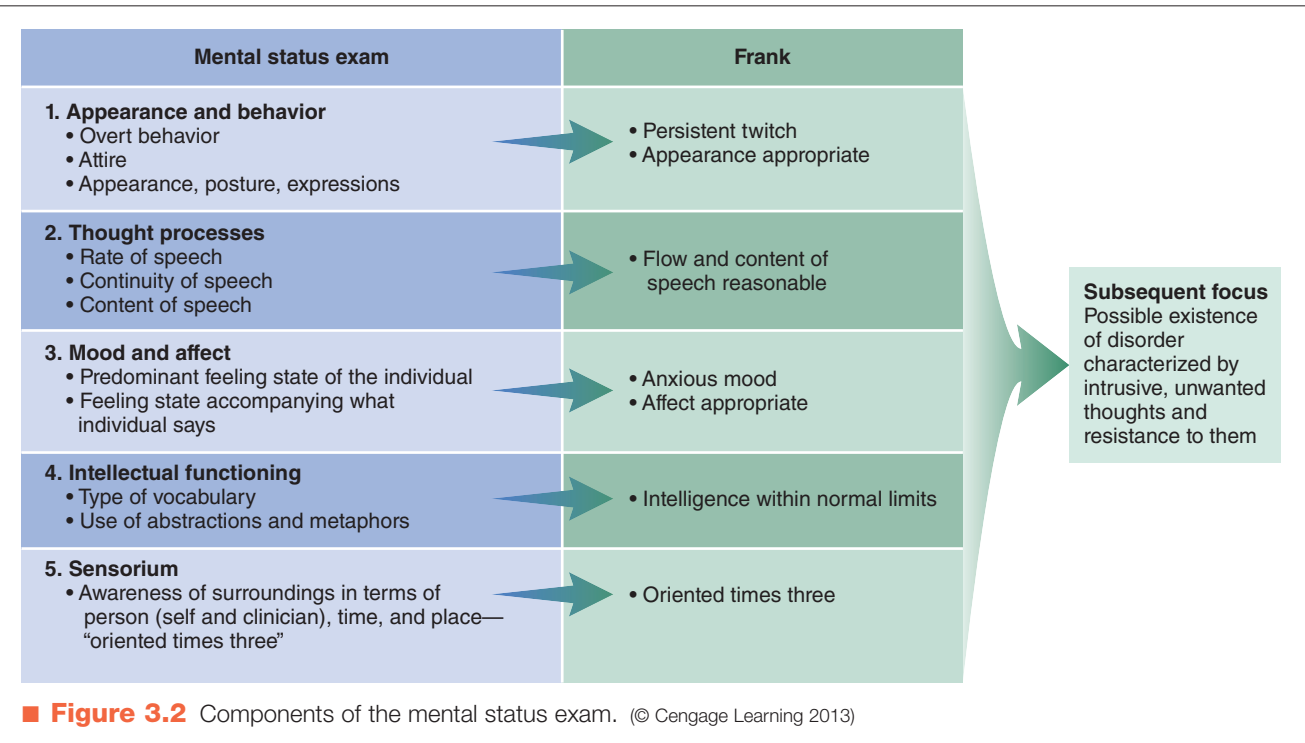 Mental status exam
Frank
1. Appearance and behavior
• Overt behavior
• Attire
• Appearance, posture, expressions
• Persistent twitch
• Appearance appropriate
2. Thought processes
• Rate of speech
• Continuity of speech
• Content of speech
• Flow and content of
speech reasonable
3. Mood and affect
• Predominant feeling state of the individual
• Feeling state accompanying what
individual says
• Anxious mood
• Affect appropriate
4. Intellectual functioning
• Type of vocabulary
• Use of abstractions and metaphors
• Intelligence within normal limits
5. Sensorium
• Awareness of surroundings in terms of
person (self and clinician), time, and place—
“oriented times three”
• Oriented times three
Subsequent focus
Possible existence
of disorder
characterized by
intrusive, unwanted
thoughts and
resistance to them
■ Figure 3.2 Components of the mental status exam. (© Cengage Learning 2013)